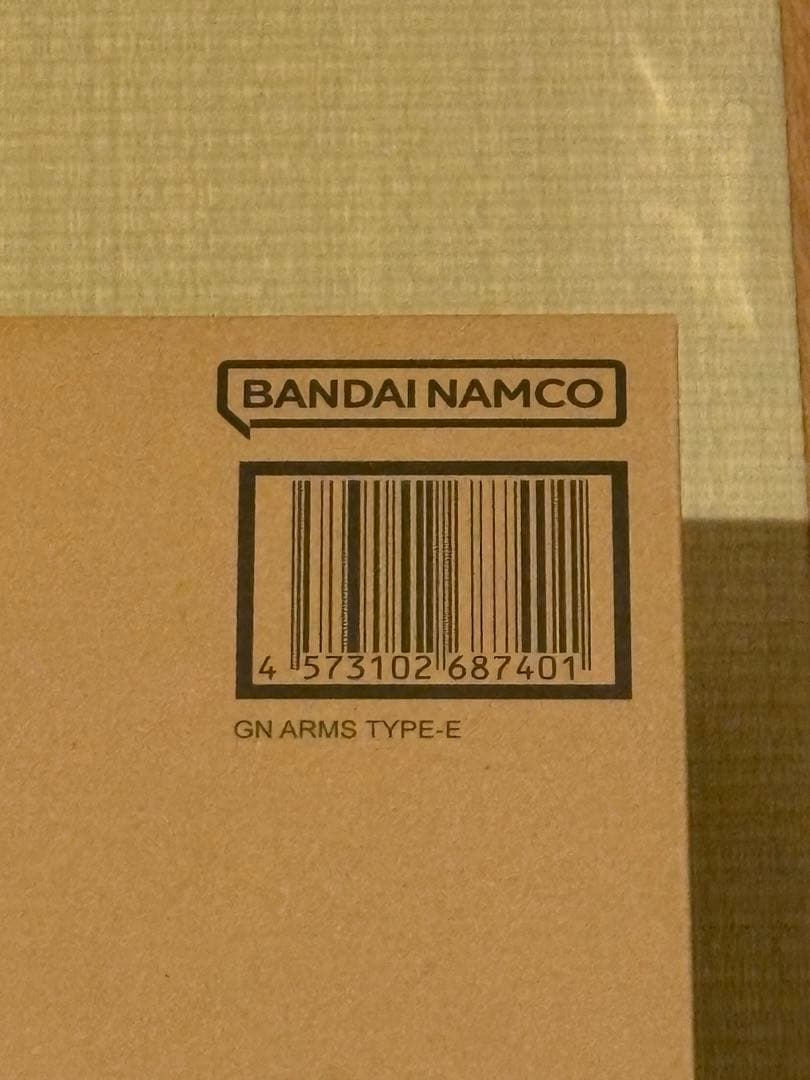 BANDAI NAMCO
4 573102 687401
GN ARMS TYPE-E